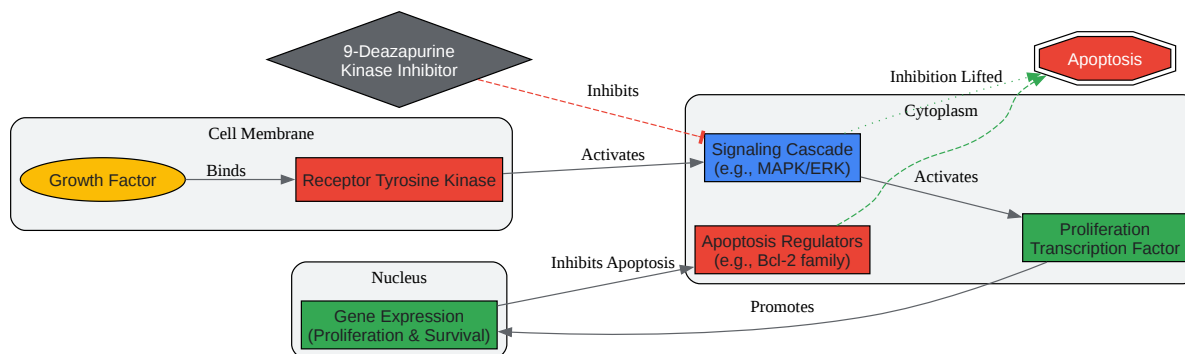 9-Deazapurine
Kinase Inhibitor
Apoptosis
Inhibition Lifted
Inhibits
Cytoplasm
Cell Membrane
Signaling Cascade
(e.g., MAPK/ERK)
Activates
Growth Factor
Binds
Receptor Tyrosine Kinase
Activates
Apoptosis Regulators
(e.g., Bcl-2 family)
Proliferation
Transcription Factor
Inhibits Apoptosis
Nucleus
Gene Expression
(Proliferation & Survival)
Promotes